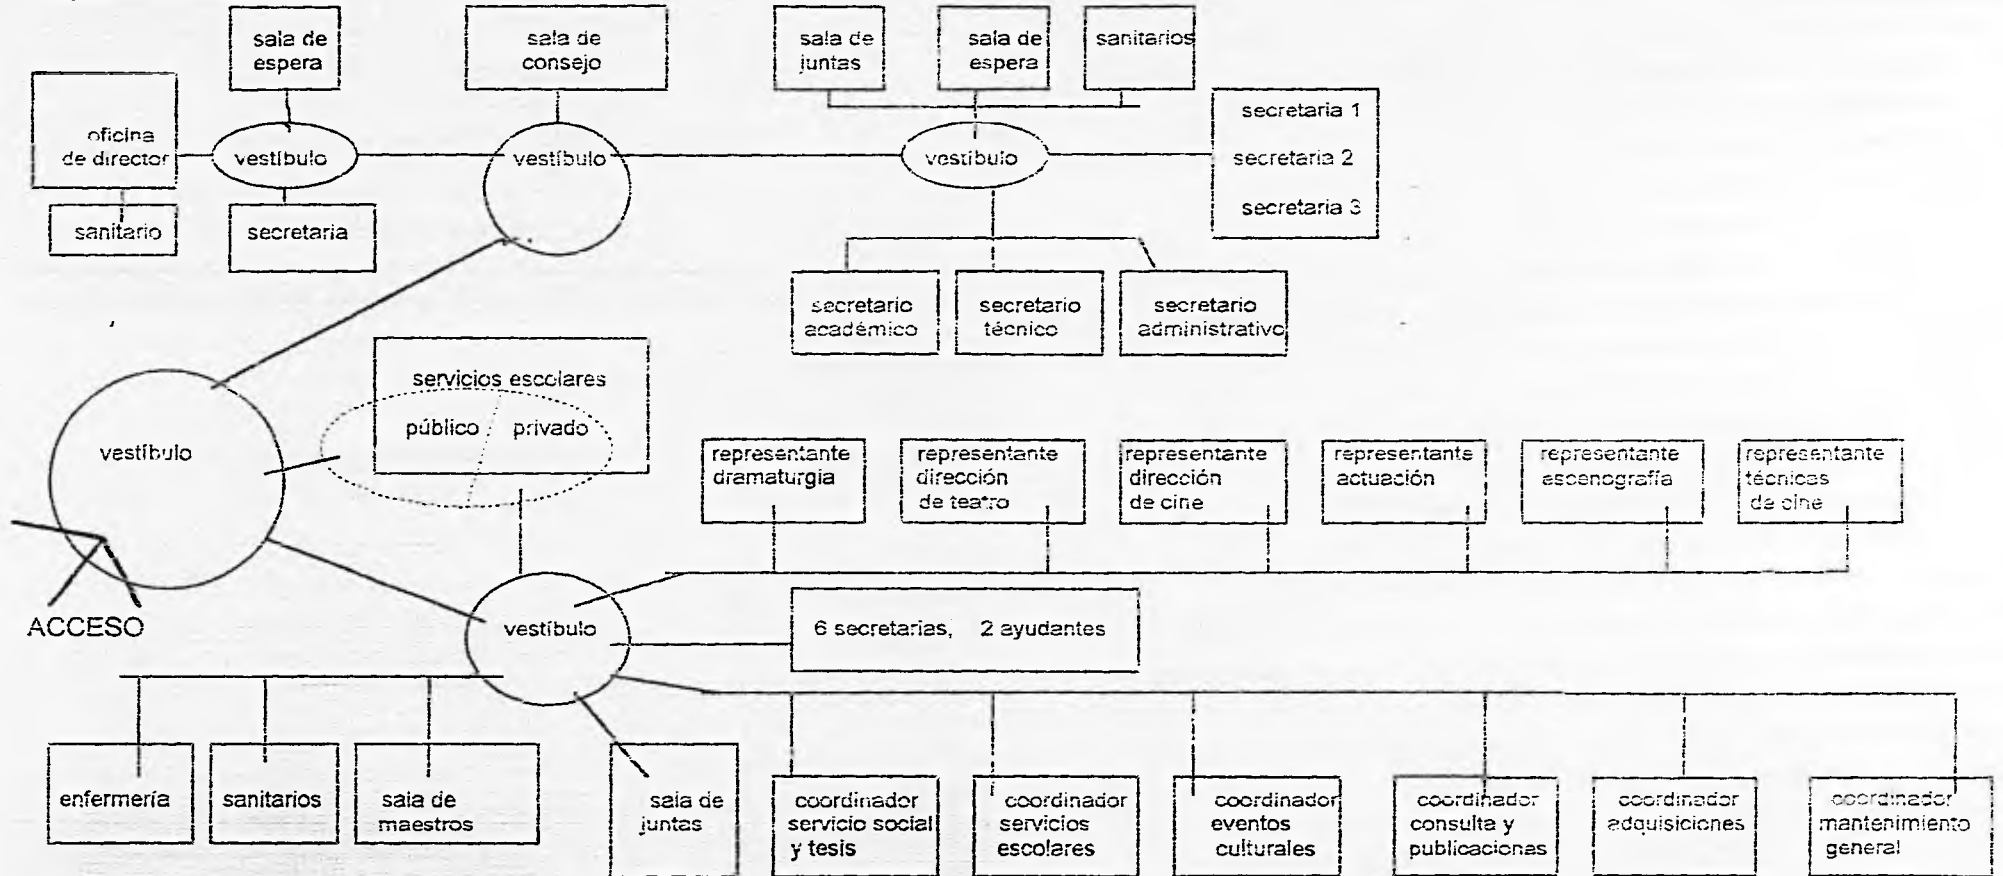 sala de
espera
sala de
consejo
sala de
juntas
sala de
espera
sanitarios
oficina
de director
vestíbulo
vestíbulo
vestíbulo
secretaria 1
secretaria 2
secretaria 3
sanitario
secretaria
secretario
académico
secretario
técnico
secretario
administrativo
servicios escolares
público
privado
vestíbulo
ACCESO
representante
dramaturgia
representante
dirección
de teatro
representante
dirección
de cine
representante
actuación
representante
escenografía
representante
técnicas
de cine
vestíbulo
6 secretarias, 2 ayudantes
enfermería
sanitarios
sala de
maestros
sala de
juntas
coordinador
servicio social
y tesis
coordinador
servicios
escolares
coordinador
eventos
culturales
coordinador
consulta y
publicaciones
coordinador
adquisiciones
coordinador
mantenimiento
general